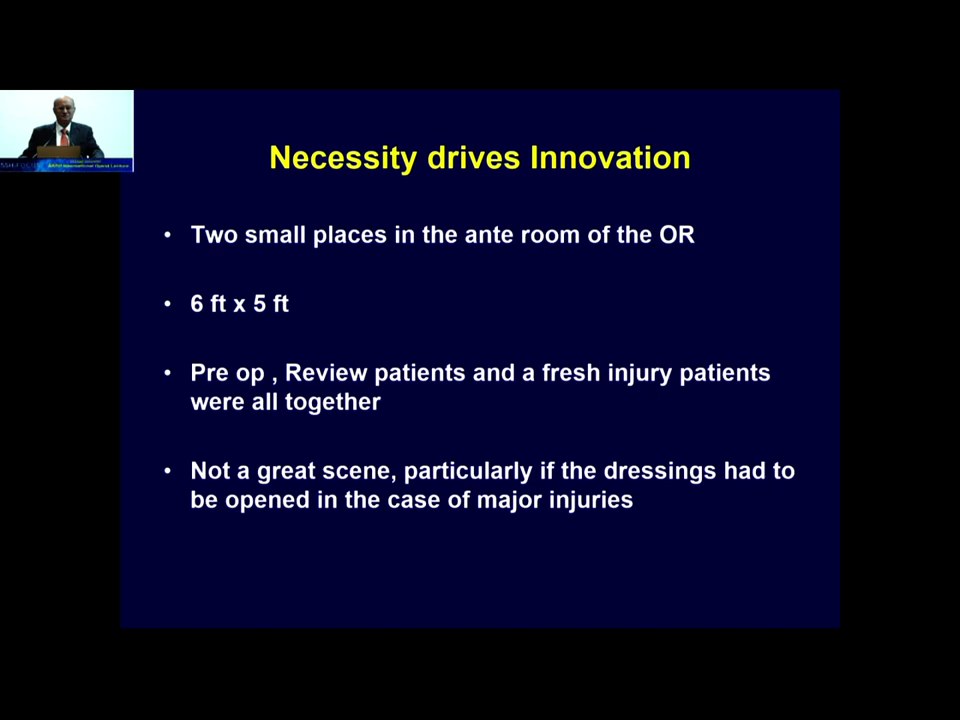 Necessity drives Innovation
• Two small places in the ante room of the OR
• 6 ft x 5 ft
• Pre op , Review patients and a fresh injury patients
were all together
• Not a great scene, particularly if the dressings had to
be opened in the case of major injuries